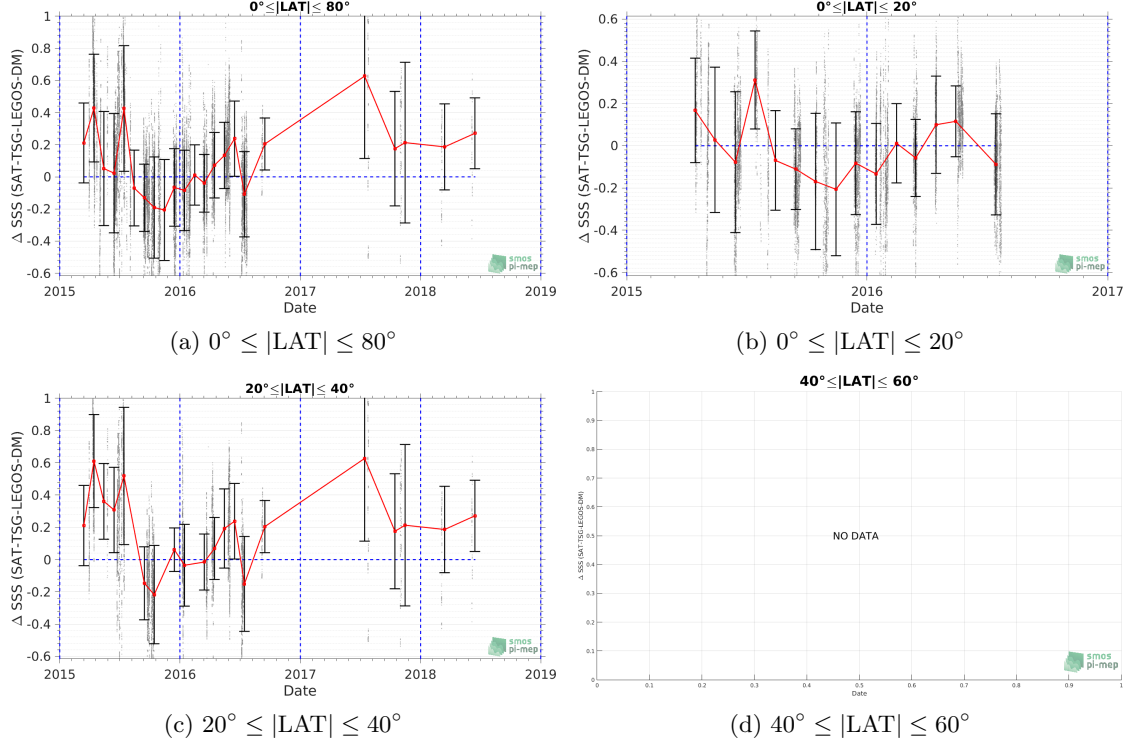 0°≤|LAT|≤ 80°
Δ SSS (SAT-TSG-LEGOS-DM)
1
0.8
0.6
0.4
0.2
0
-0.2
-0.4
-0.6
2015
2016
2017
2018
2019
Date
smos
pi-mep
(a) 0° ≤ |LAT| ≤ 80°
0°≤|LAT|≤ 20°
Δ SSS (SAT-TSG-LEGOS-DM)
0.6
0.4
0.2
0
-0.2
-0.4
-0.6
2015
2016
2017
Date
smos
pi-mep
(b) 0° ≤ |LAT| ≤ 20°
20°≤|LAT|≤ 40°
Δ SSS (SAT-TSG-LEGOS-DM)
1
0.8
0.6
0.4
0.2
0
-0.2
-0.4
-0.6
2015
2016
2017
2018
2019
Date
smos
pi-mep
(c) 20° ≤ |LAT| ≤ 40°
40°≤|LAT|≤ 60°
Δ SSS (SAT-TSG-LEGOS-DM)
1
0.9
0.8
0.7
0.6
0.5
0.4
0.3
0.2
0.1
0
NO DATA
0
0.1
0.2
0.3
0.4
0.5
0.6
0.7
0.8
0.9
1
Date
smos
pi-mep
(d) 40° ≤ |LAT| ≤ 60°